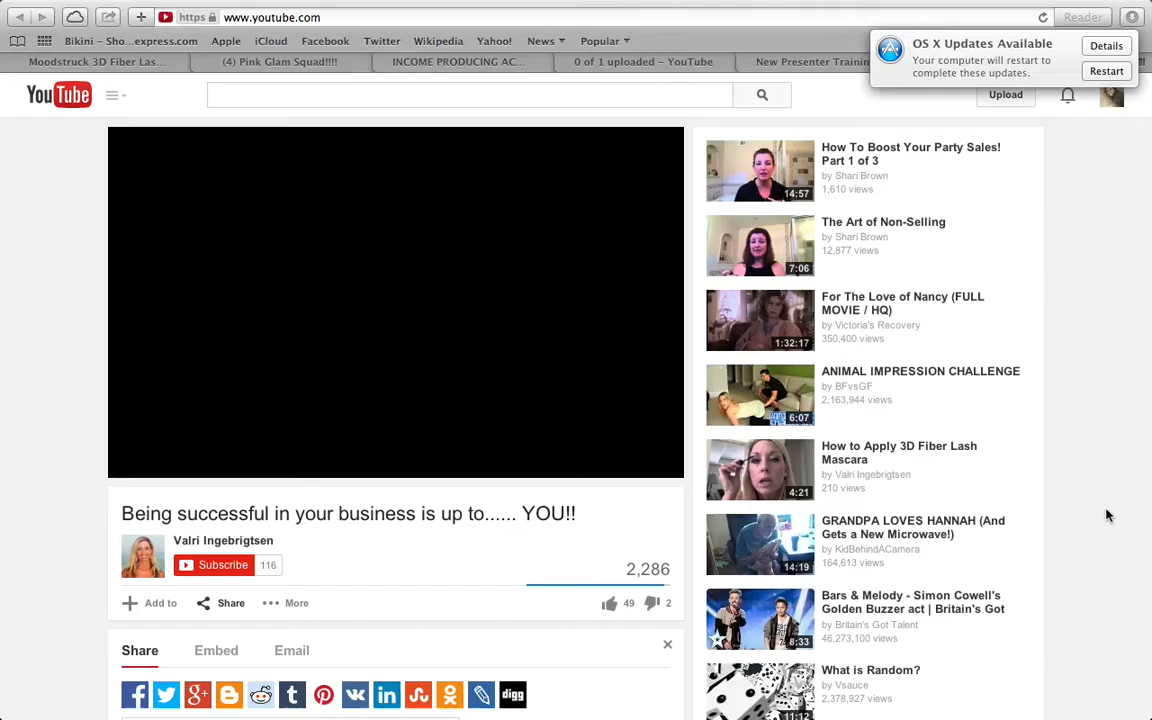 https www.youtube.com Reader
Bikini - Sho...express.com Apple iCloud Facebook Twitter Wikipedia Yahoo! News Popular
Moodstruck 3D Fiber Las... (4) Pink Glam Squad!!!! INCOME PRODUCING AC... 0 of 1 uploaded - YouTube New Presenter Trainin
OS X Updates Available
Your computer will restart to
complete these updates.
Details
Restart
YouTube
Upload
How To Boost Your Party Sales!
Part 1 of 3
by Shari Brown
1,610 views
14:57
The Art of Non-Selling
by Shari Brown
12,877 views
7:06
For The Love of Nancy (FULL
MOVIE / HQ)
by Victoria's Recovery
350,400 views
1:32:17
ANIMAL IMPRESSION CHALLENGE
by BFvsGF
2,163,944 views
6:07
How to Apply 3D Fiber Lash
Mascara
by Valri Ingebrigtsen
210 views
4:21
GRANDPA LOVES HANNAH (And
Gets a New Microwave!)
by KidBehindACamera
164,613 views
14:19
Bars & Melody - Simon Cowell's
Golden Buzzer act | Britain's Got
by Britain's Got Talent
46,273,100 views
8:33
What is Random?
by Vsauce
2,378,927 views
11:12
Being successful in your business is up to...... YOU!!
Valri Ingebrigtsen
Subscribe 116
2,286
Add to Share More 49 2
Share Embed Email
digg